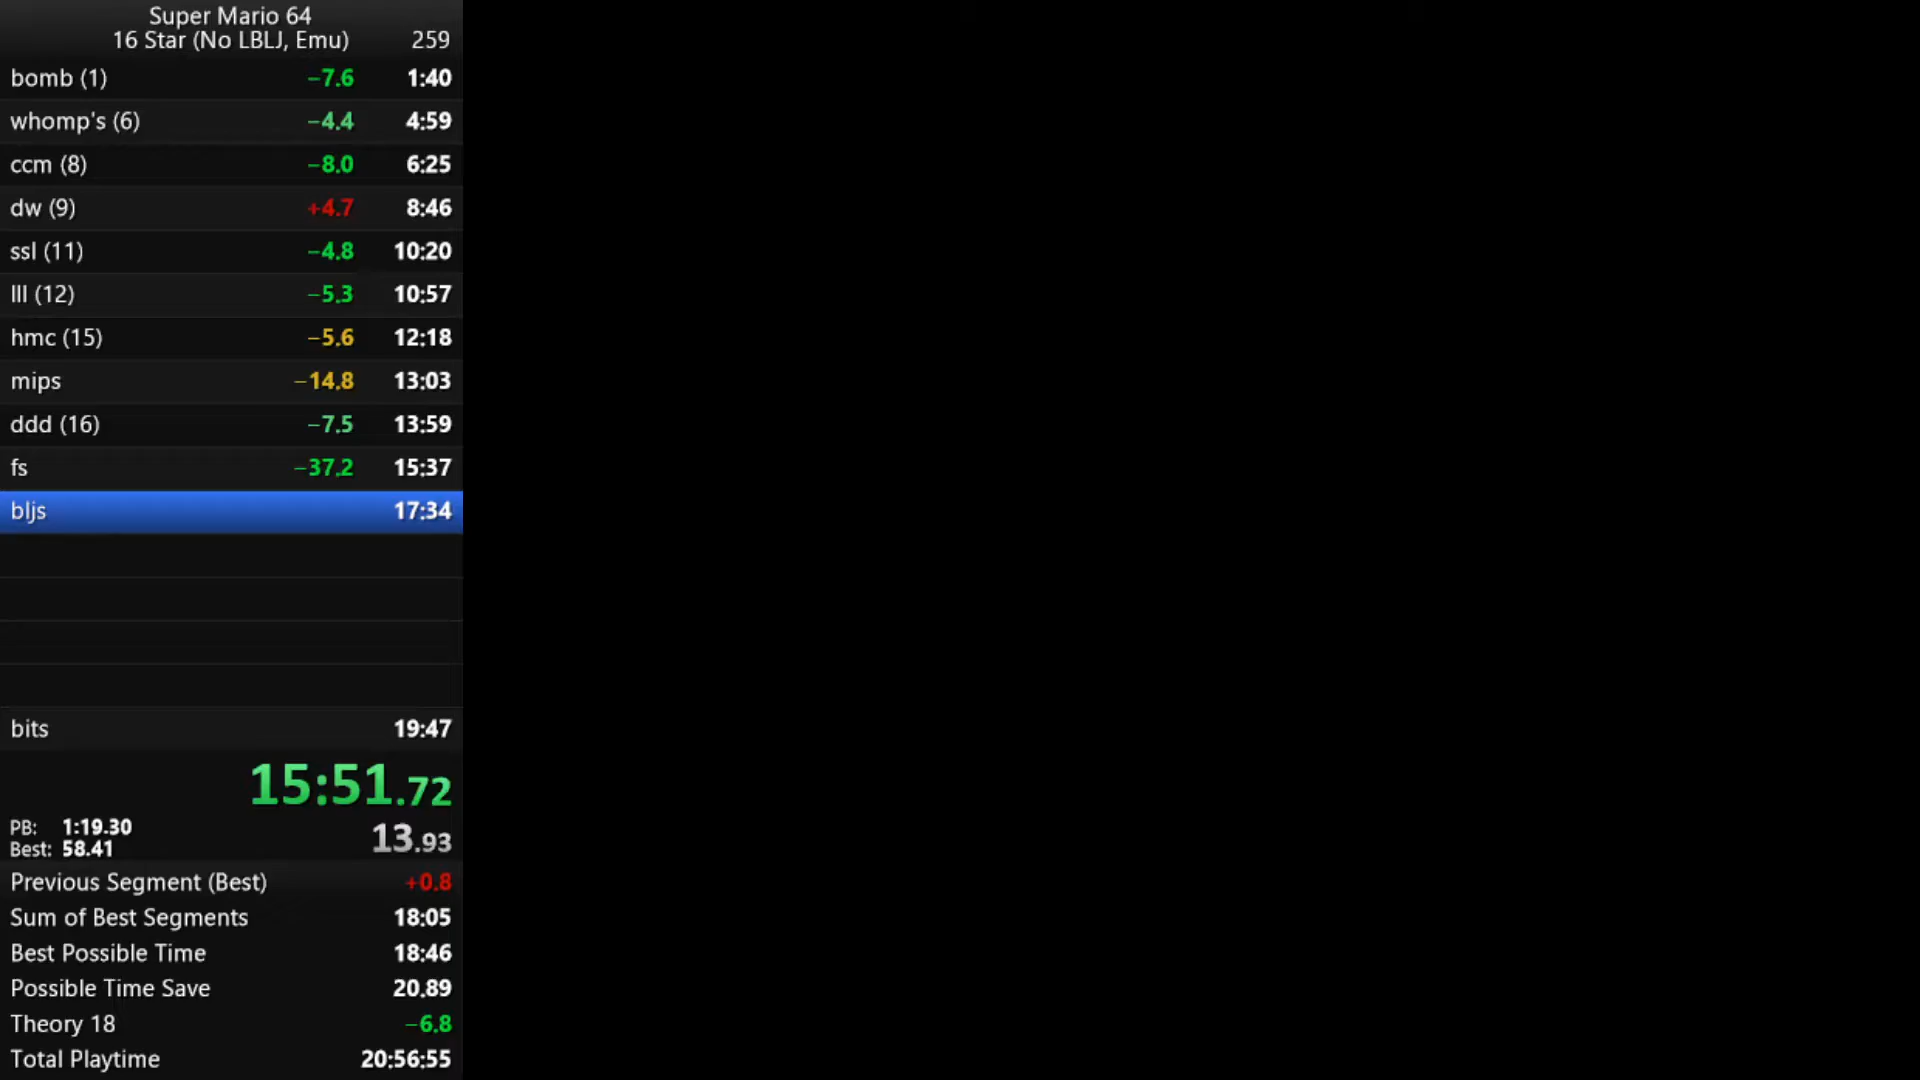 Super Mario 64
16 Star (No LBLJ, Emu) 259
bomb (1) −7.6 1:40
whomp's (6) −4.4 4:59
ccm (8) −8.0 6:25
dw (9) +4.7 8:46
ssl (11) −4.8 10:20
lll (12) −5.3 10:57
hmc (15) −5.6 12:18
mips −14.8 13:03
ddd (16) −7.5 13:59
fs −37.2 15:37
bljs 17:34
bits 19:47
15:51.72
PB: 1:19.30 13.93
Best: 58.41
Previous Segment (Best) +0.8
Sum of Best Segments 18:05
Best Possible Time 18:46
Possible Time Save 20.89
Theory 18 −6.8
Total Playtime 20:56:55